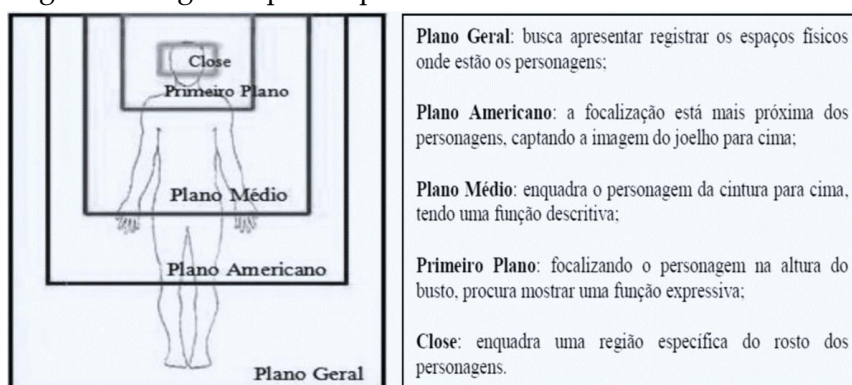 Close
Primeiro Plano
Plano Médio
Plano Americano
Plano Geral
Plano Geral: busca apresentar registrar os espaços físicos
onde estão os personagens;
Plano Americano: a focalização está mais próxima dos
personagens, captando a imagem do joelho para cima;
Plano Médio: enquadra o personagem da cintura para cima,
tendo uma função descritiva;
Primeiro Plano: focalizando o personagem na altura do
busto, procura mostrar uma função expressiva;
Close: enquadra uma região específica do rosto dos
personagens.